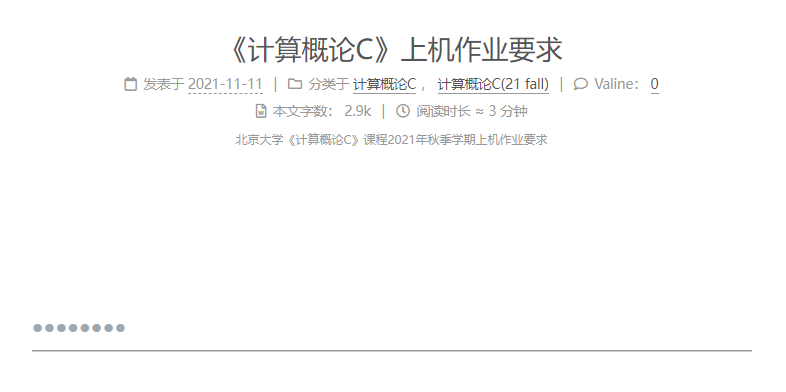 《计算概论C》上机作业要求
发表于 2021-11-11 | 分类于 计算概论C ， 计算概论C(21 fall) | Valine： 0
本文字数： 2.9k | 阅读时长 ≈ 3 分钟
北京大学《计算概论C》课程2021年秋季学期上机作业要求
●●●●●●●●